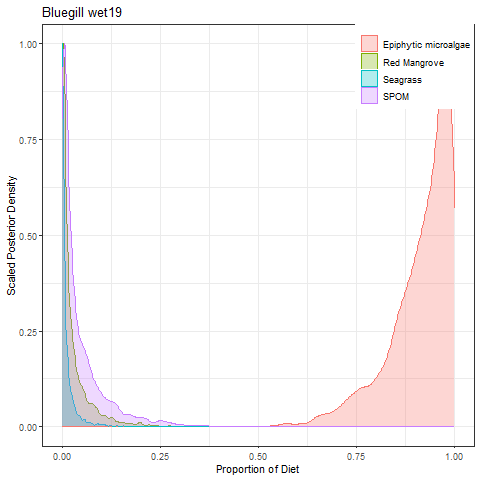 Bluegill wet19
Epiphytic microalgae
Red Mangrove
Seagrass
SPOM
Scaled Posterior Density
1.00
0.75
0.50
0.25
0.00
0.00 0.25 0.50 0.75 1.00
Proportion of Diet